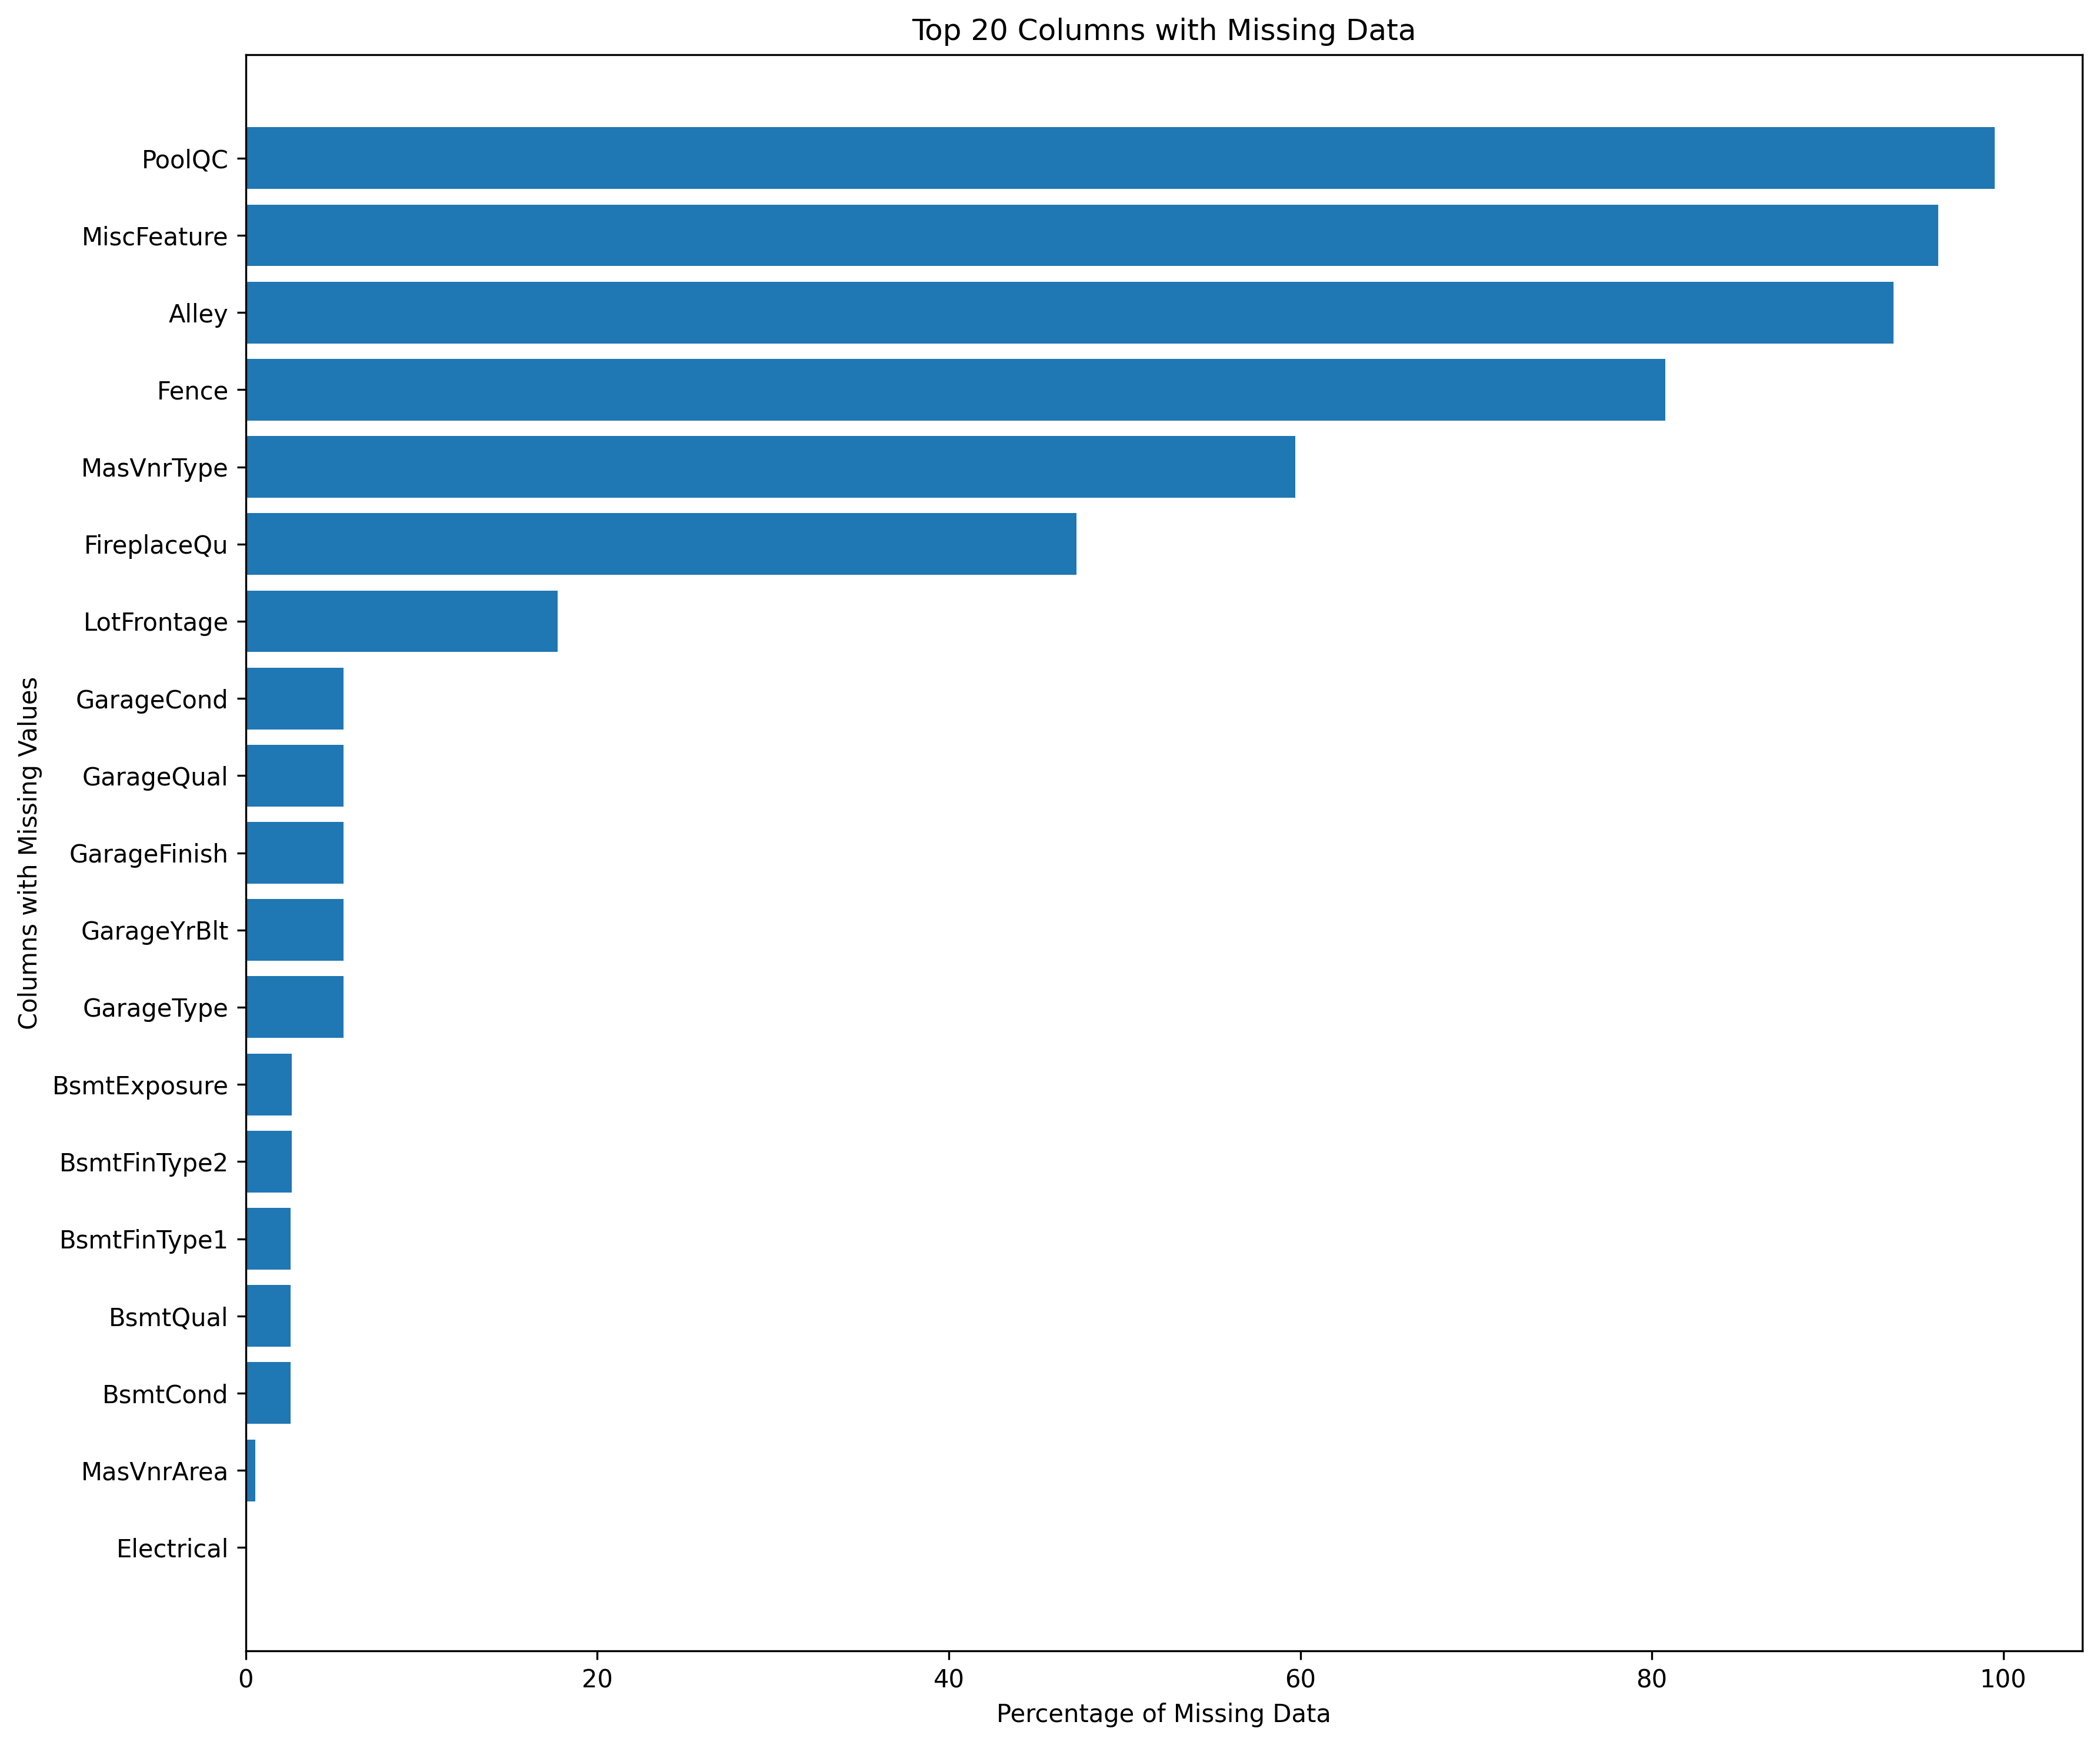 Top 20 Columns with Missing Data
PoolQC
MiscFeature
Alley
Fence
MasVnrType
FireplaceQu
LotFrontage
GarageCond
GarageQual
GarageFinish
GarageYrBlt
GarageType
BsmtExposure
BsmtFinType2
BsmtFinType1
BsmtQual
BsmtCond
MasVnrArea
Electrical
Columns with Missing Values
0 20 40 60 80 100
Percentage of Missing Data